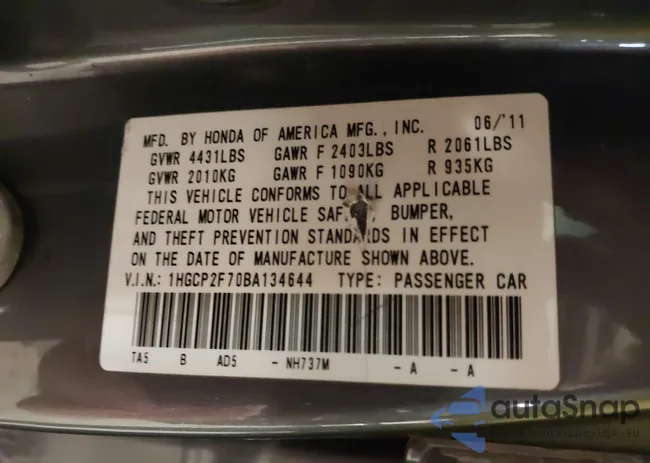 MFD. BY HONDA OF AMERICA MFG., INC. 06/'11
GVWR 4431LBS GAWR F 2403LBS R 2061LBS
GVWR 2010KG GAWR F 1090KG R 935KG
THIS VEHICLE CONFORMS TO ALL APPLICABLE
FEDERAL MOTOR VEHICLE SAF BUMPER,
AND THEFT PREVENTION STANDARDS IN EFFECT
ON THE DATE OF MANUFACTURE SHOWN ABOVE.
V.I.N.: 1HGCP2F70BA134644 TYPE: PASSENGER CAR
TA5 B AD5 - NH737M - A - A
autoSnap